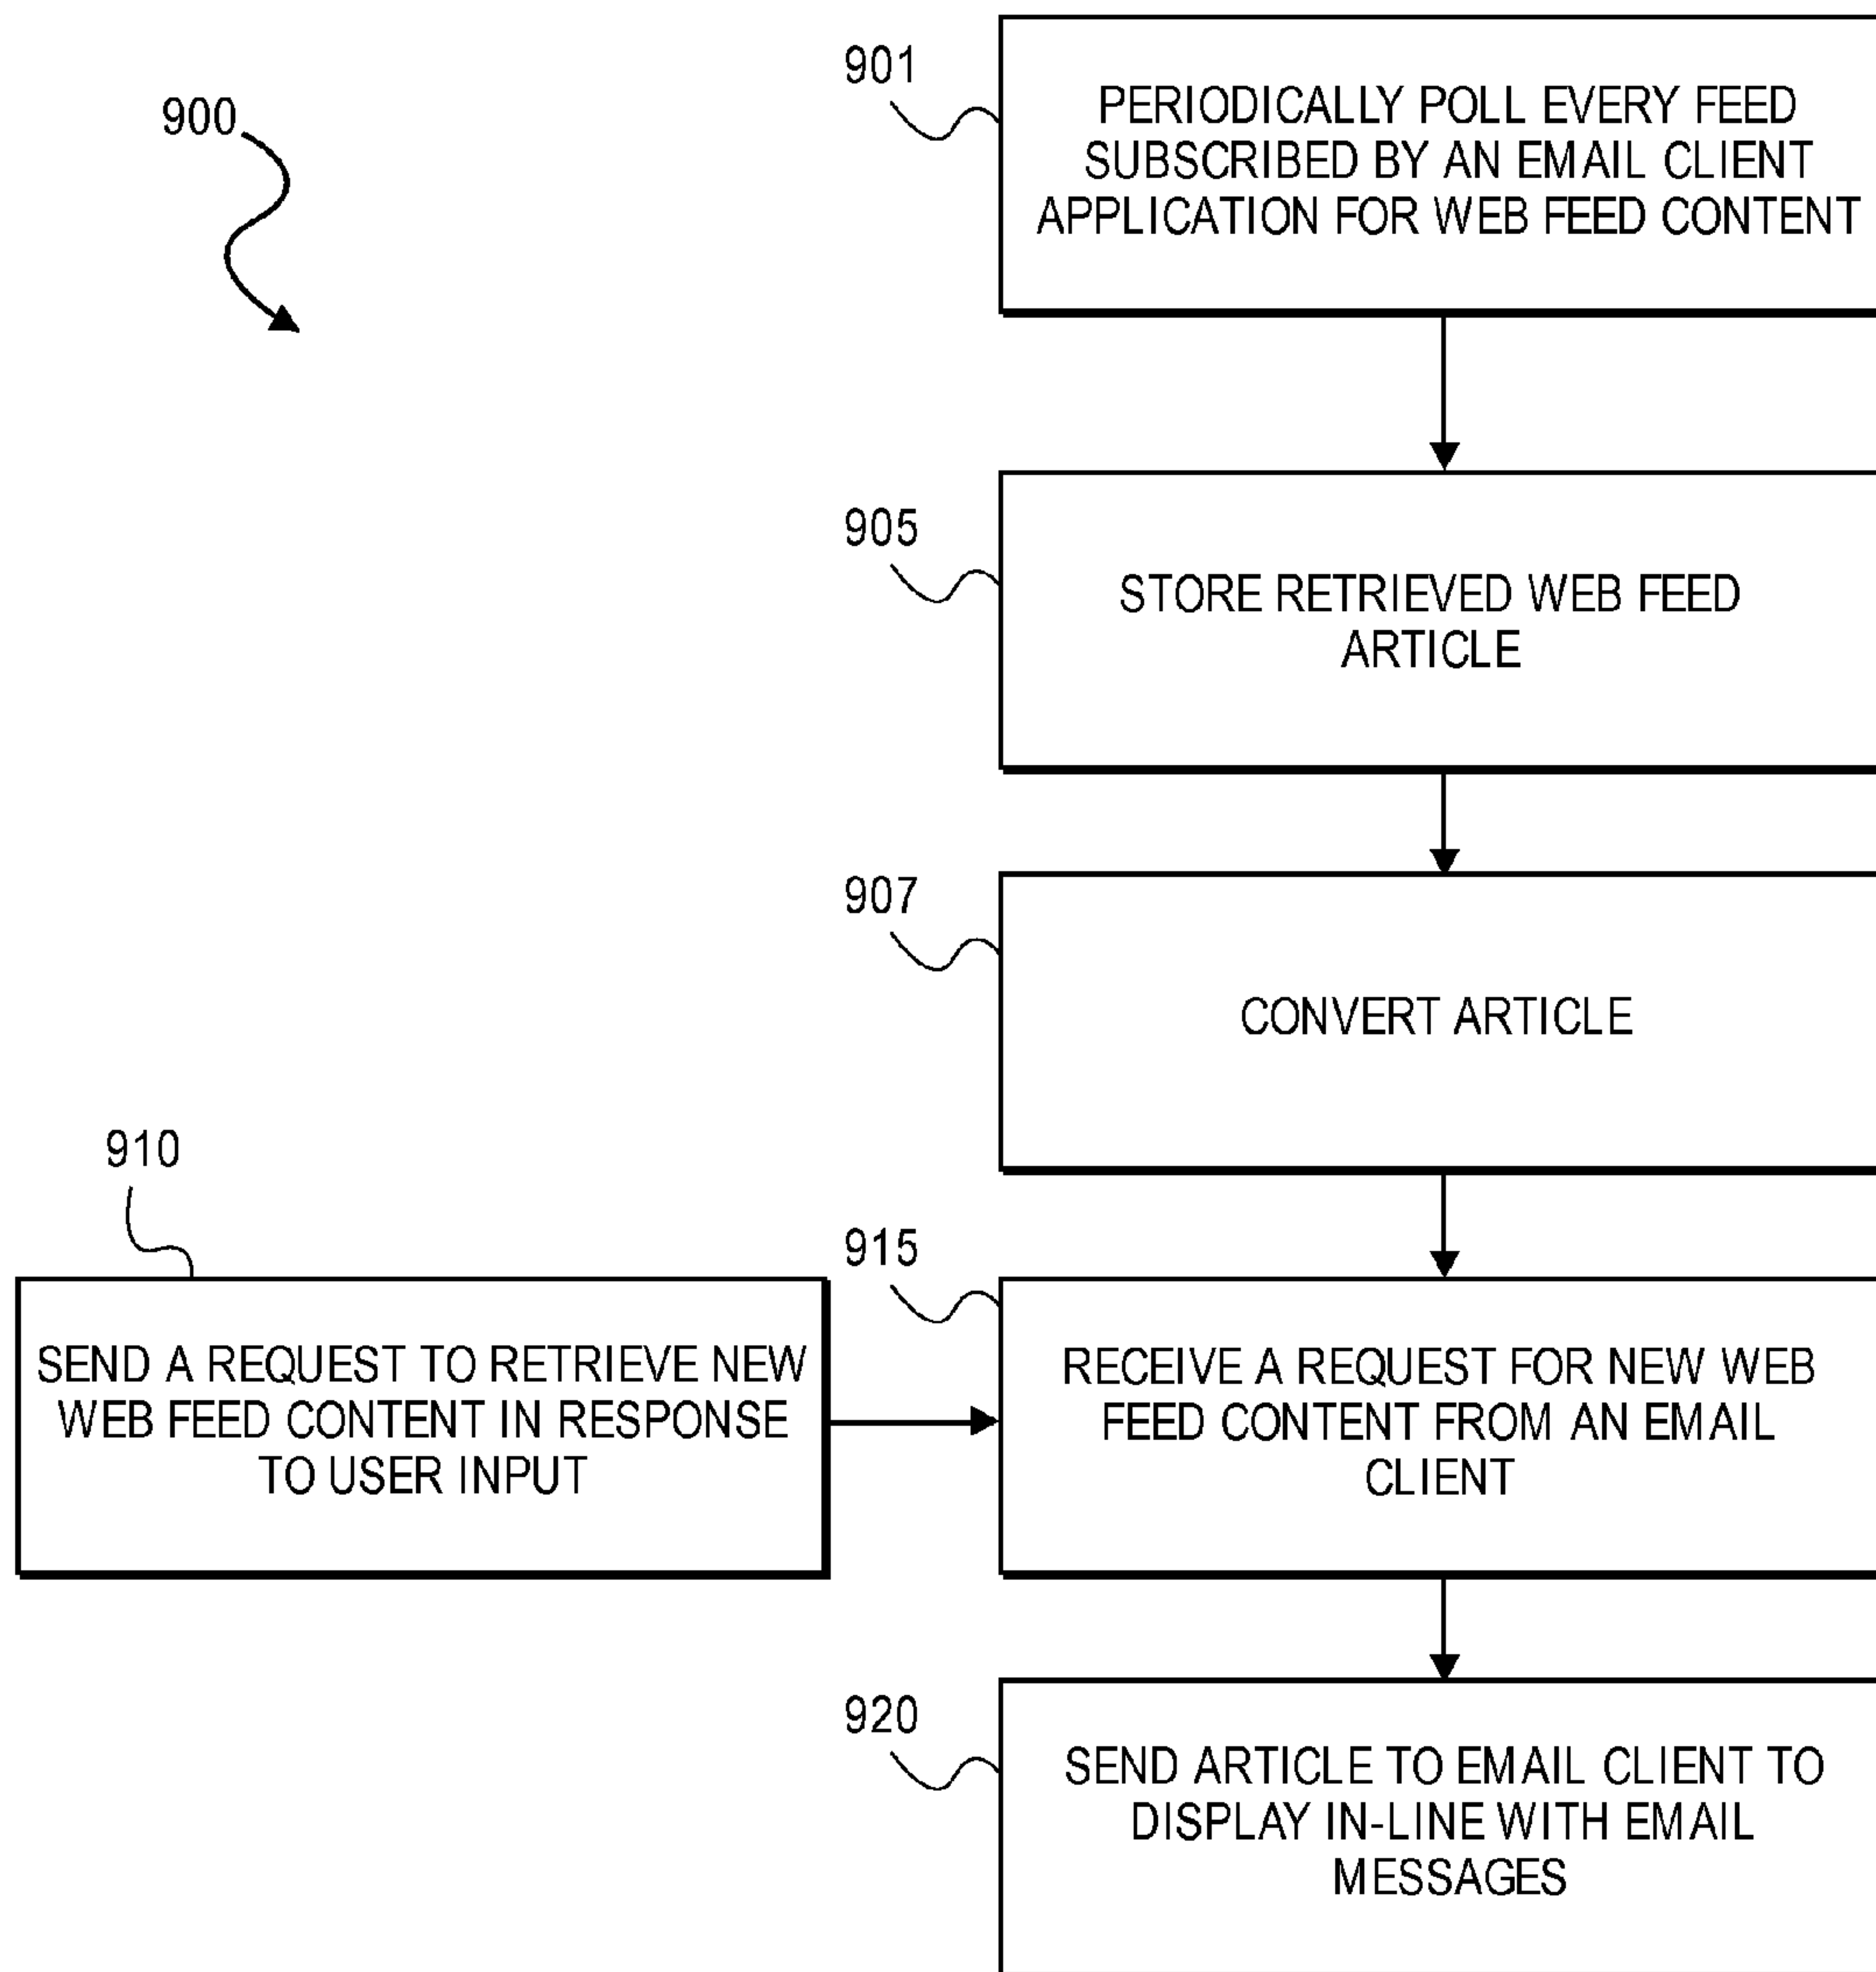 900
901
PERIODICALLY POLL EVERY FEED
SUBSCRIBED BY AN EMAIL CLIENT
APPLICATION FOR WEB FEED CONTENT
905
STORE RETRIEVED WEB FEED
ARTICLE
907
CONVERT ARTICLE
910
SEND A REQUEST TO RETRIEVE NEW
WEB FEED CONTENT IN RESPONSE
TO USER INPUT
915
RECEIVE A REQUEST FOR NEW WEB
FEED CONTENT FROM AN EMAIL
CLIENT
920
SEND ARTICLE TO EMAIL CLIENT TO
DISPLAY IN-LINE WITH EMAIL
MESSAGES